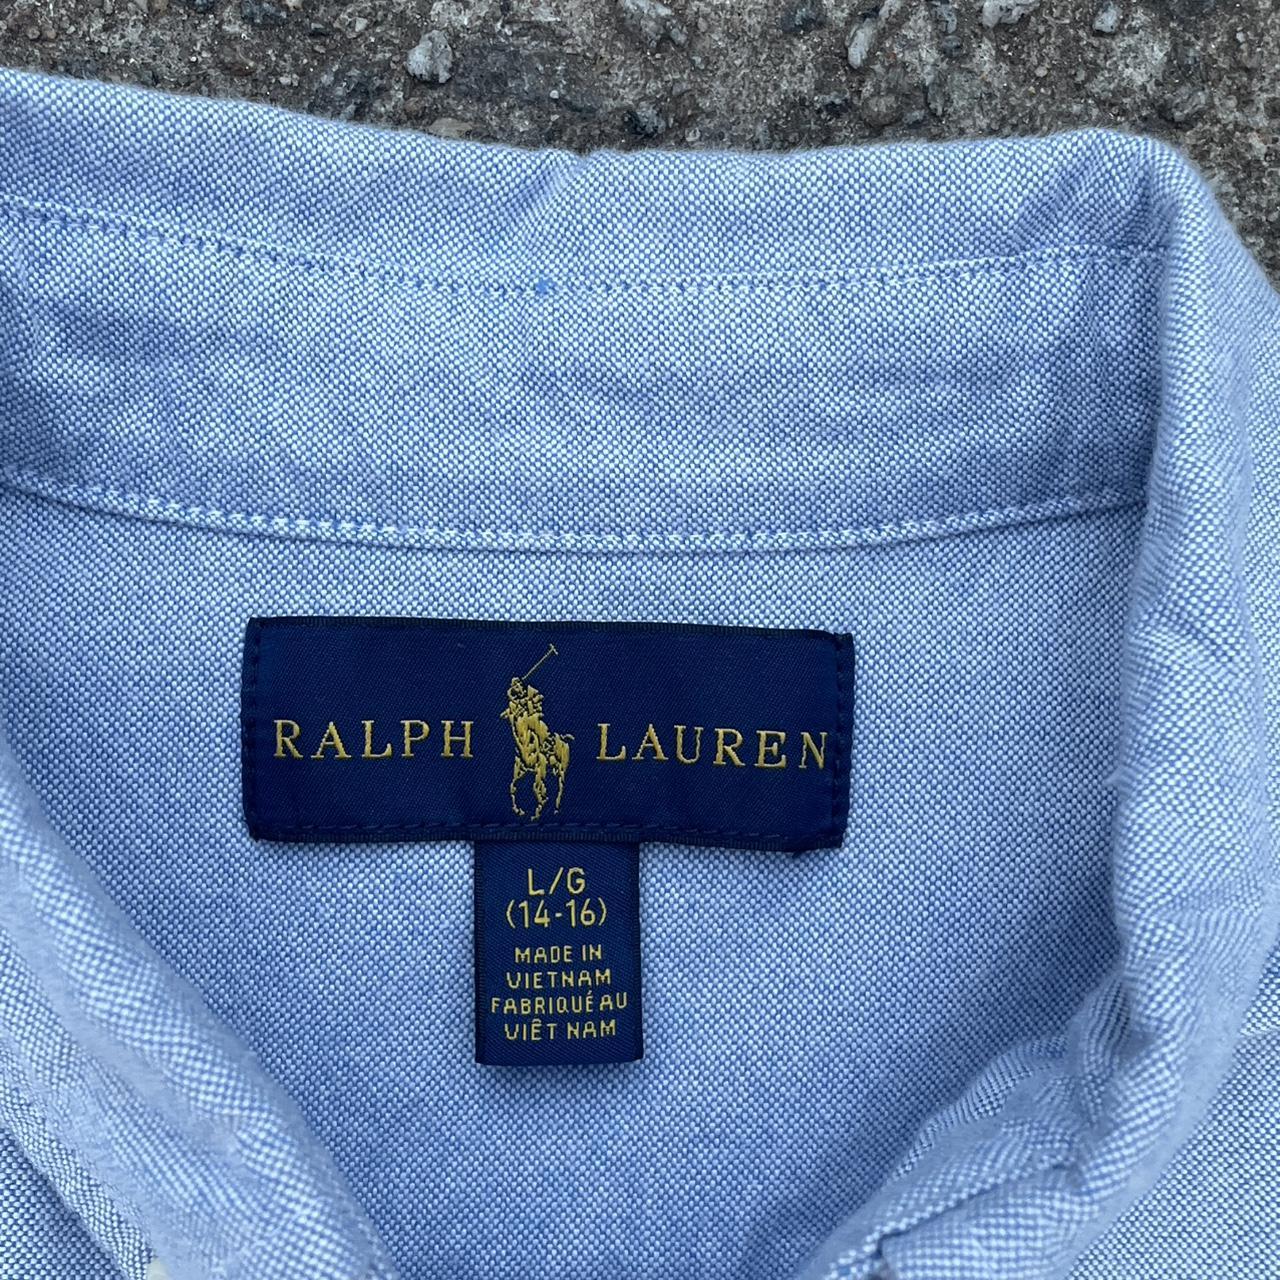 RALPH LAUREN
L/G
(14-16)
MADE IN
VIETNAM
FABRIQUÉ AU
VIÊT NAM